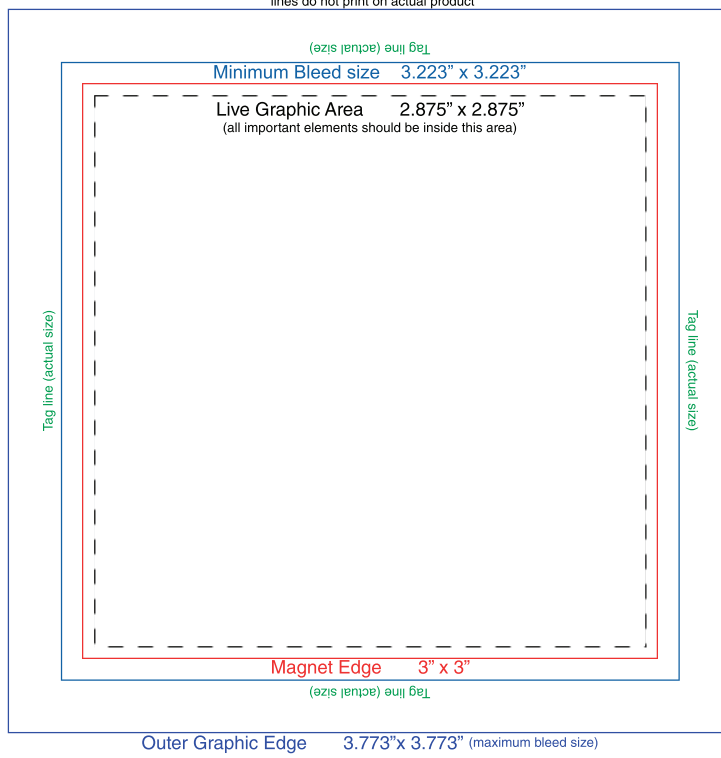 lines do not print on actual product
Tag line (actual size)
Minimum Bleed size 3.223” x 3.223”
Live Graphic Area 2.875” x 2.875”
(all important elements should be inside this area)
Tag line (actual size)
Tag line (actual size)
Magnet Edge 3” x 3”
Tag line (actual size)
Outer Graphic Edge 3.773”x 3.773” (maximum bleed size)